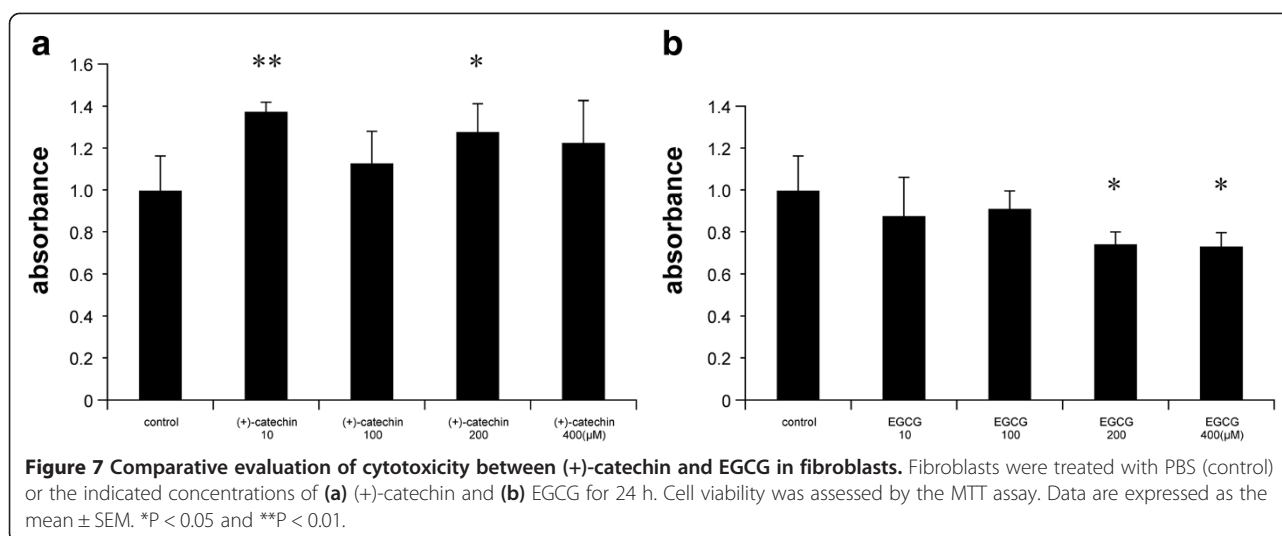 a
1.6
**
*
1.4
1.2
1.0
0.8
0.6
0.4
0.2
0
absorbance
control
(+)-catechin
10
(+)-catechin
100
(+)-catechin
200
(+)-catechin
400(μM)
b
1.4
1.2
1.0
*
*
0.8
0.6
0.4
0.2
0
absorbance
control
EGCG
10
EGCG
100
EGCG
200
EGCG
400(μM)
Figure 7 Comparative evaluation of cytotoxicity between (+)-catechin and EGCG in fibroblasts. Fibroblasts were treated with PBS (control)
or the indicated concentrations of (a) (+)-catechin and (b) EGCG for 24 h. Cell viability was assessed by the MTT assay. Data are expressed as the
mean ± SEM. *P < 0.05 and **P < 0.01.